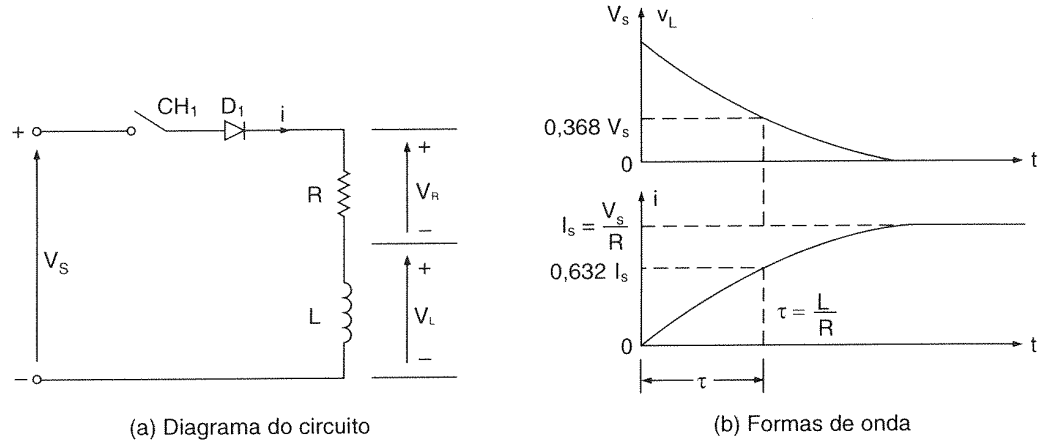 CH₁ D₁ i
+
V_S
−
R
L
+
V_R
−
+
V_L
−
(a) Diagrama do circuito
V_s v_L
0,368 V_s
0
t
i
I_s = V_s/R
0,632 I_s
τ = L/R
0
t
τ
(b) Formas de onda